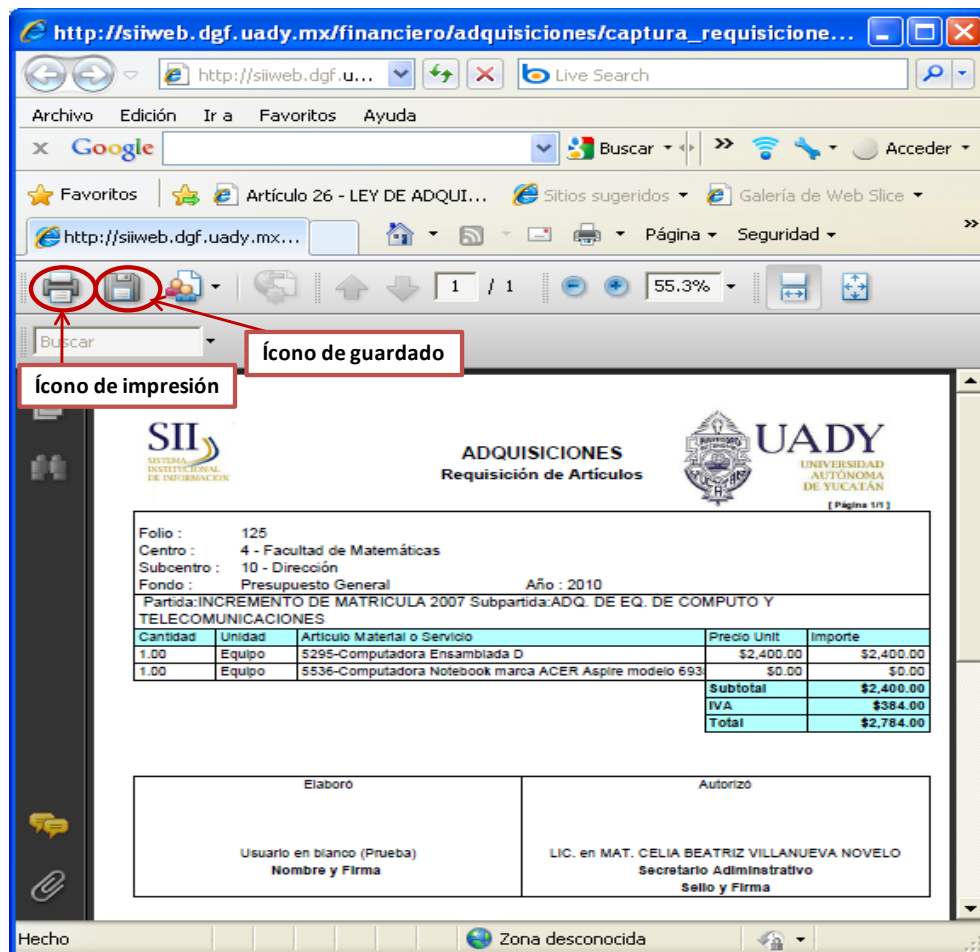 http://siiweb.dgf.uady.mx/financiero/adquisiciones/captura_requisicione...
http://siiweb.dgf.u... Live Search
Archivo Edición Ir a Favoritos Ayuda
x Google Buscar Acceder
Favoritos Artículo 26 - LEY DE ADQUI... Sitios sugeridos Galería de Web Slice
http://siiweb.dgf.uady.mx... Página Seguridad
1 / 1 55.3%
Buscar
Ícono de guardado
Ícono de impresión
SII
SISTEMA
INSTITUCIONAL
DE INFORMACION
ADQUISICIONES
Requisición de Artículos
UADY
UNIVERSIDAD
AUTÓNOMA
DE YUCATÁN
[ Página 1/1 ]
Folio : 125
Centro : 4 - Facultad de Matemáticas
Subcentro : 10 - Dirección
Fondo : Presupuesto General Año : 2010
Partida:INCREMENTO DE MATRICULA 2007 Subpartida:ADQ. DE EQ. DE COMPUTO Y
TELECOMUNICACIONES
Cantidad Unidad Artículo Material o Servicio Precio Unit Importe
1.00 Equipo 5295-Computadora Ensamblada D $2,400.00 $2,400.00
1.00 Equipo 5536-Computadora Notebook marca ACER Aspire modelo 693 $0.00 $0.00
Subtotal $2,400.00
IVA $384.00
Total $2,784.00
Elaboró Autorizó
Usuario en blanco (Prueba) LIC. en MAT. CELIA BEATRIZ VILLANUEVA NOVELO
Nombre y Firma Secretario Adiminstrativo
Sello y Firma
Hecho Zona desconocida